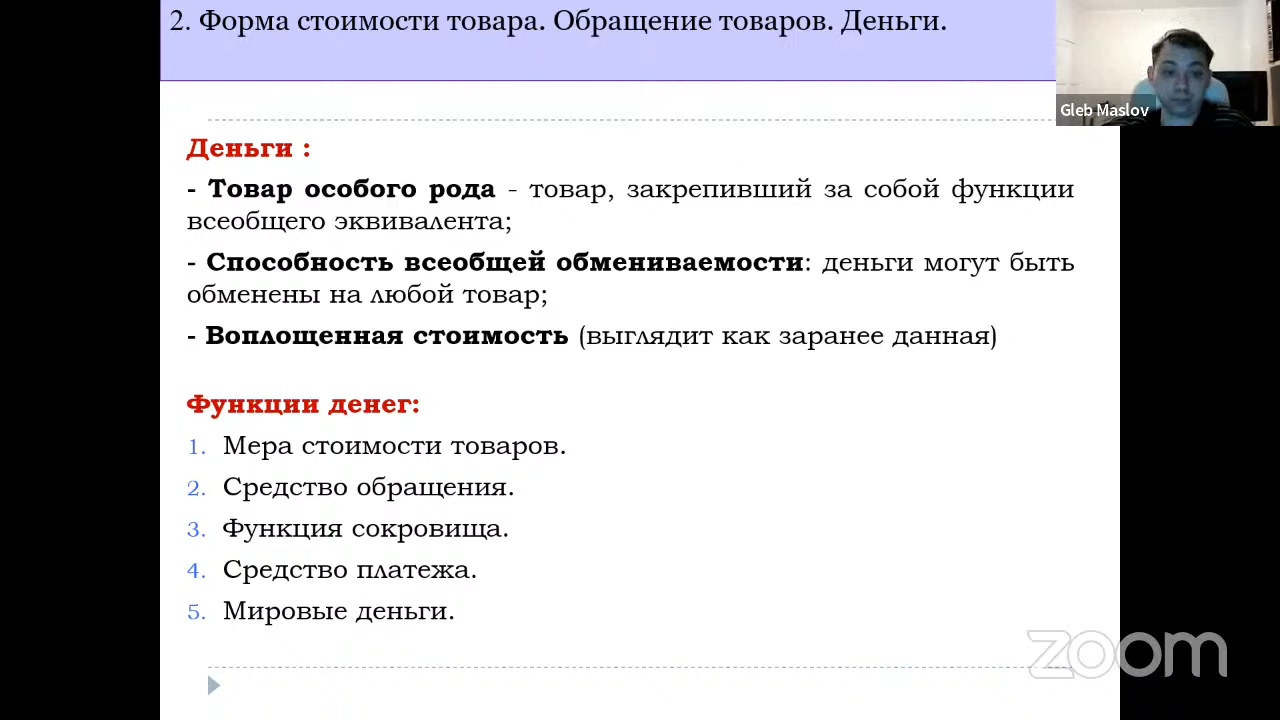 2. Форма стоимости товара. Обращение товаров. Деньги.
Gleb Maslov
Деньги :
- Товар особого рода - товар, закрепивший за собой функции
всеобщего эквивалента;
- Способность всеобщей обмениваемости: деньги могут быть
обменены на любой товар;
- Воплощенная стоимость (выглядит как заранее данная)
Функции денег:
1. Мера стоимости товаров.
2. Средство обращения.
3. Функция сокровища.
4. Средство платежа.
5. Мировые деньги.
zoom